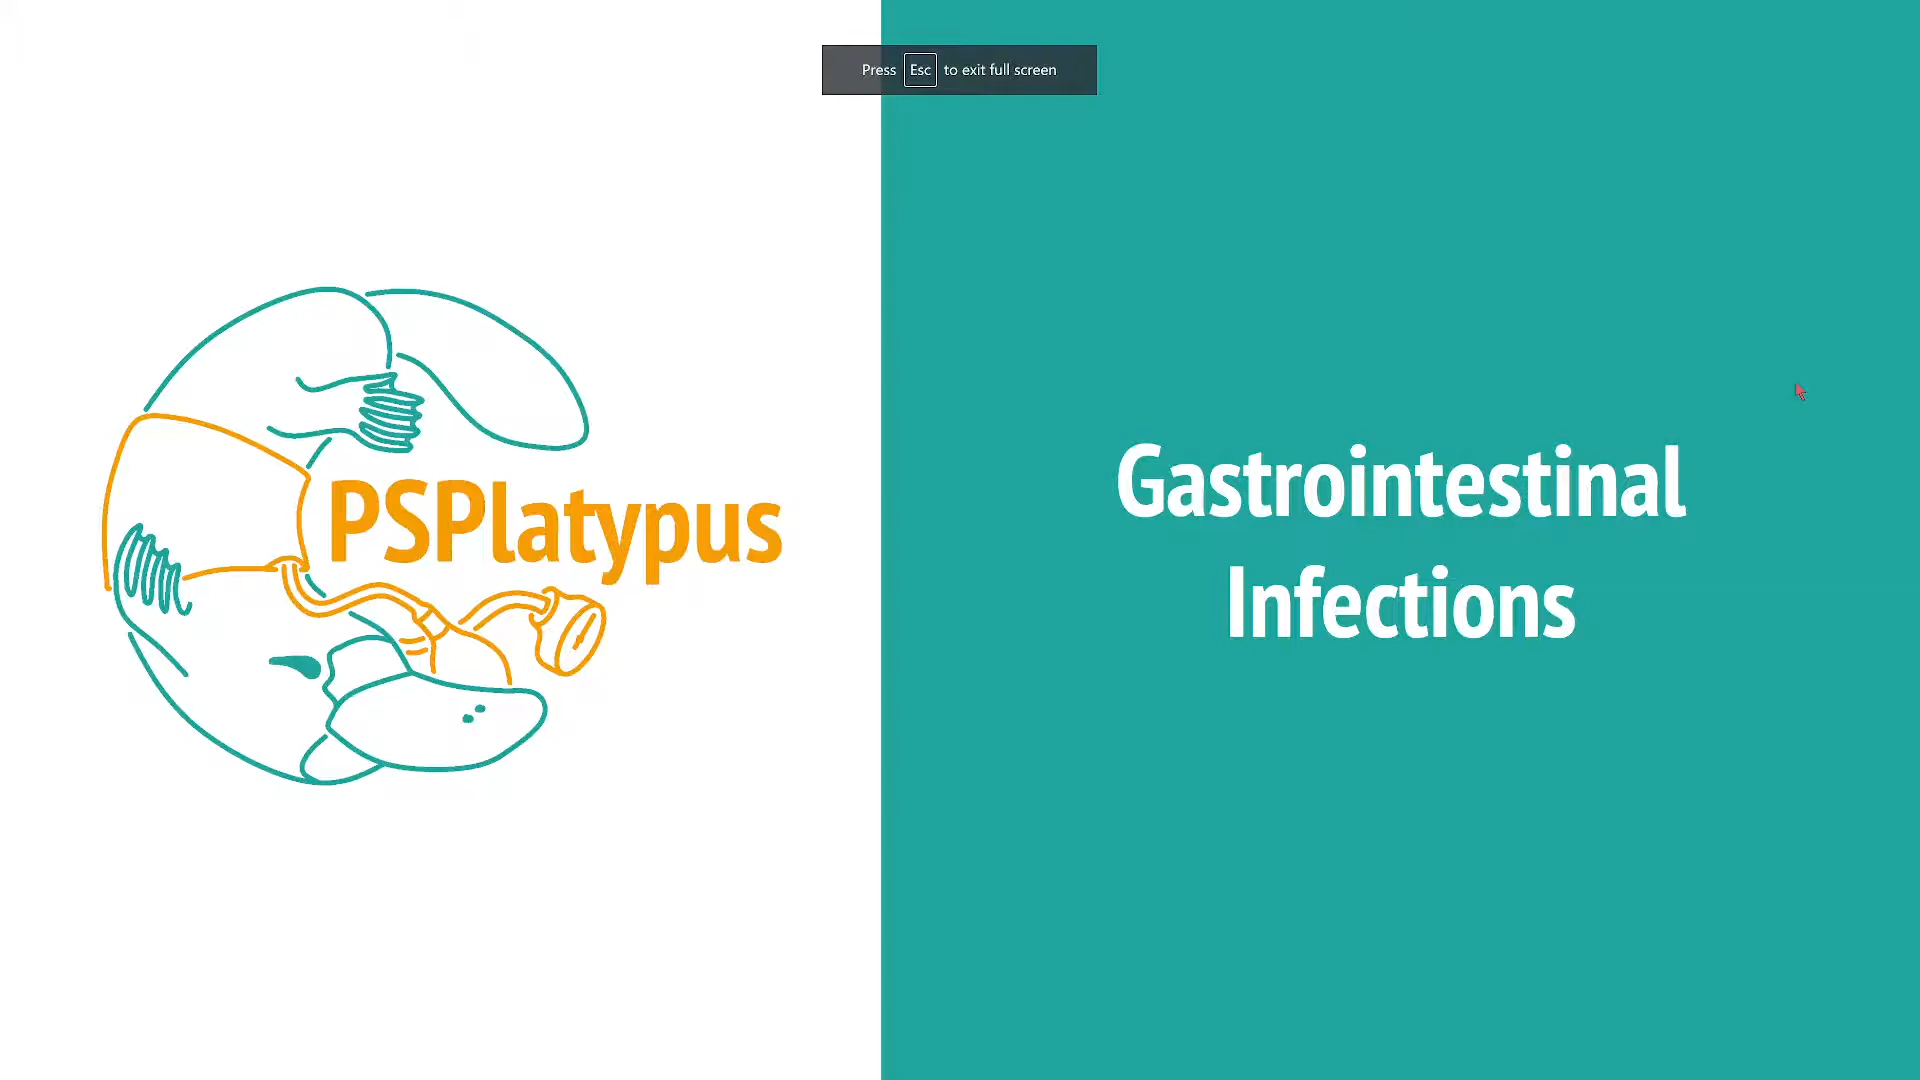 Press Esc to exit full screen
PSPlatypus
Gastrointestinal
Infections